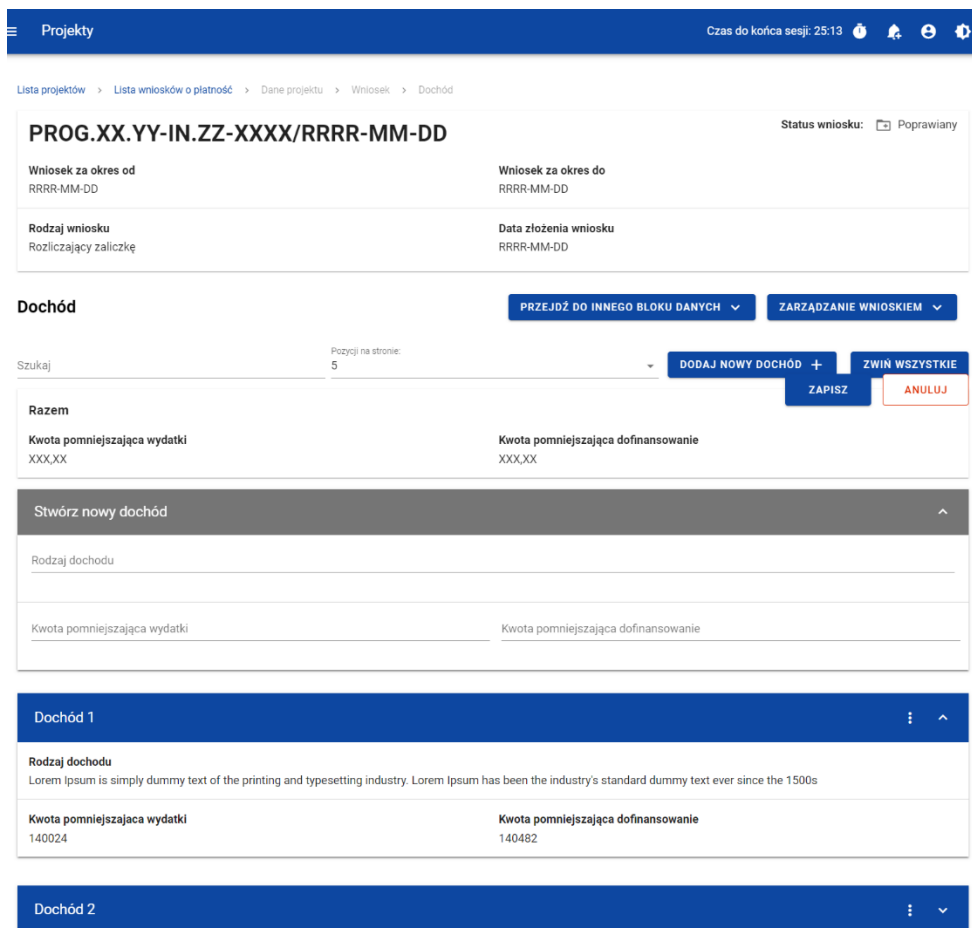 Projekty
Czas do końca sesji: 25:13
Lista projektów > Lista wniosków o płatność > Dane projektu > Wniosek > Dochód
PROG.XX.YY-IN.ZZ-XXXX/RRRR-MM-DD
Status wniosku: Poprawiany
Wniosek za okres od
RRRR-MM-DD
Wniosek za okres do
RRRR-MM-DD
Rodzaj wniosku
Rozliczający zaliczkę
Data złożenia wniosku
RRRR-MM-DD
Dochód
PRZEJDŹ DO INNEGO BLOKU DANYCH
ZARZĄDZANIE WNIOSKIEM
Szukaj
Pozycji na stronie:
5
DODAJ NOWY DOCHÓD +
ZWIŃ WSZYSTKIE
ZAPISZ
ANULUJ
Razem
Kwota pomniejszająca wydatki
XXX,XX
Kwota pomniejszająca dofinansowanie
XXX,XX
Stwórz nowy dochód
Rodzaj dochodu
Kwota pomniejszająca wydatki
Kwota pomniejszająca dofinansowanie
Dochód 1
Rodzaj dochodu
Lorem Ipsum is simply dummy text of the printing and typesetting industry. Lorem Ipsum has been the industry's standard dummy text ever since the 1500s
Kwota pomniejszajaca wydatki
140024
Kwota pomniejszająca dofinansowanie
140482
Dochód 2